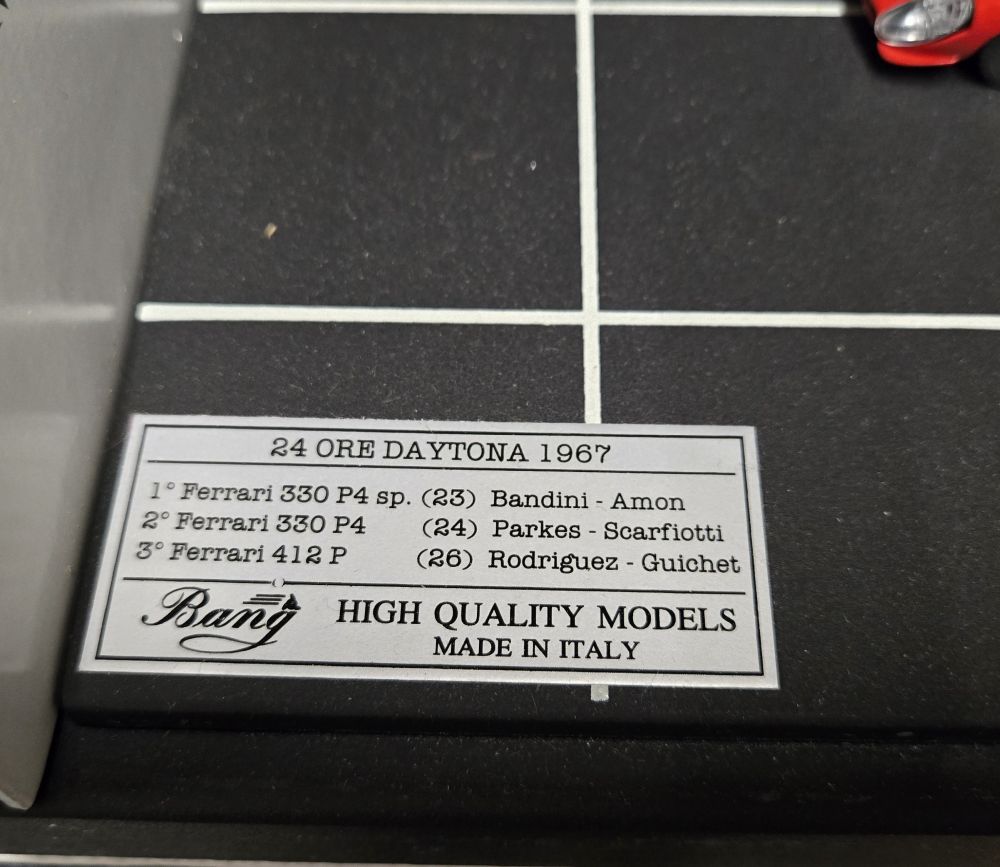 24 ORE DAYTONA 1967
1° Ferrari 330 P4 sp. (23) Bandini - Amon
2° Ferrari 330 P4 (24) Parkes - Scarfiotti
3° Ferrari 412 P (26) Rodriguez - Guichet
Bang HIGH QUALITY MODELS
MADE IN ITALY